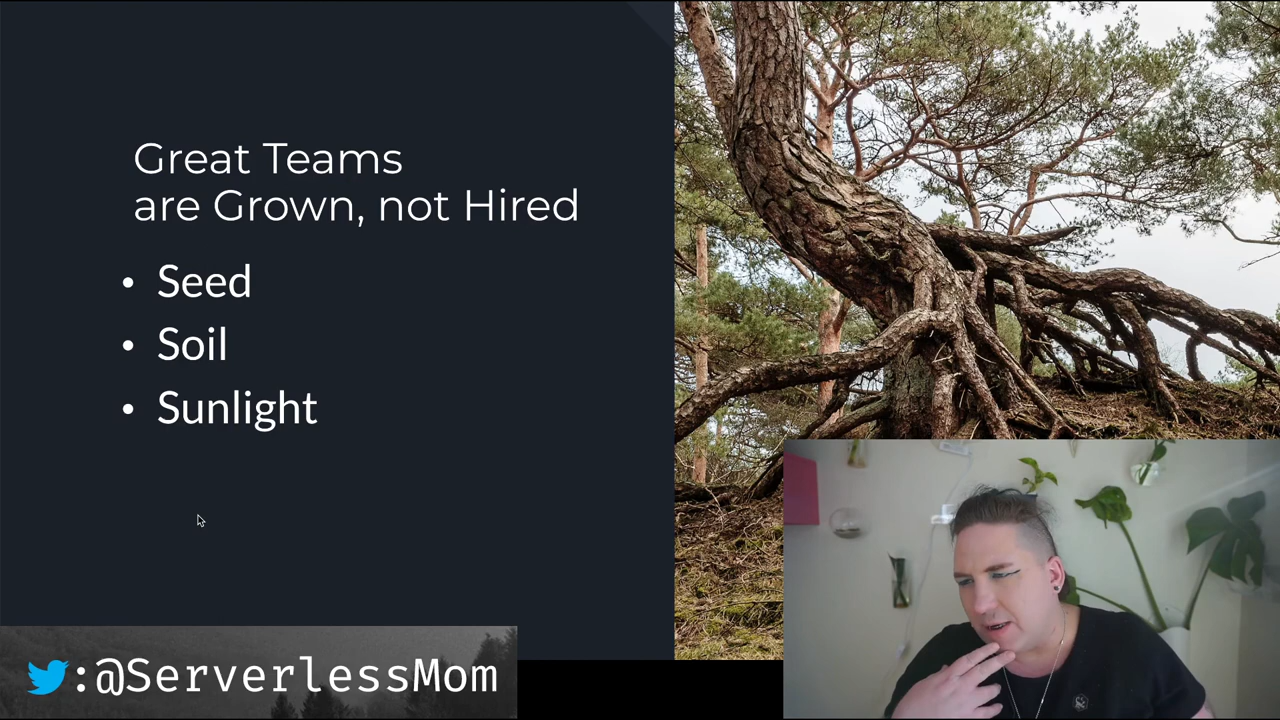 Great Teams
are Grown, not Hired
• Seed
• Soil
• Sunlight
:@ServerlessMom